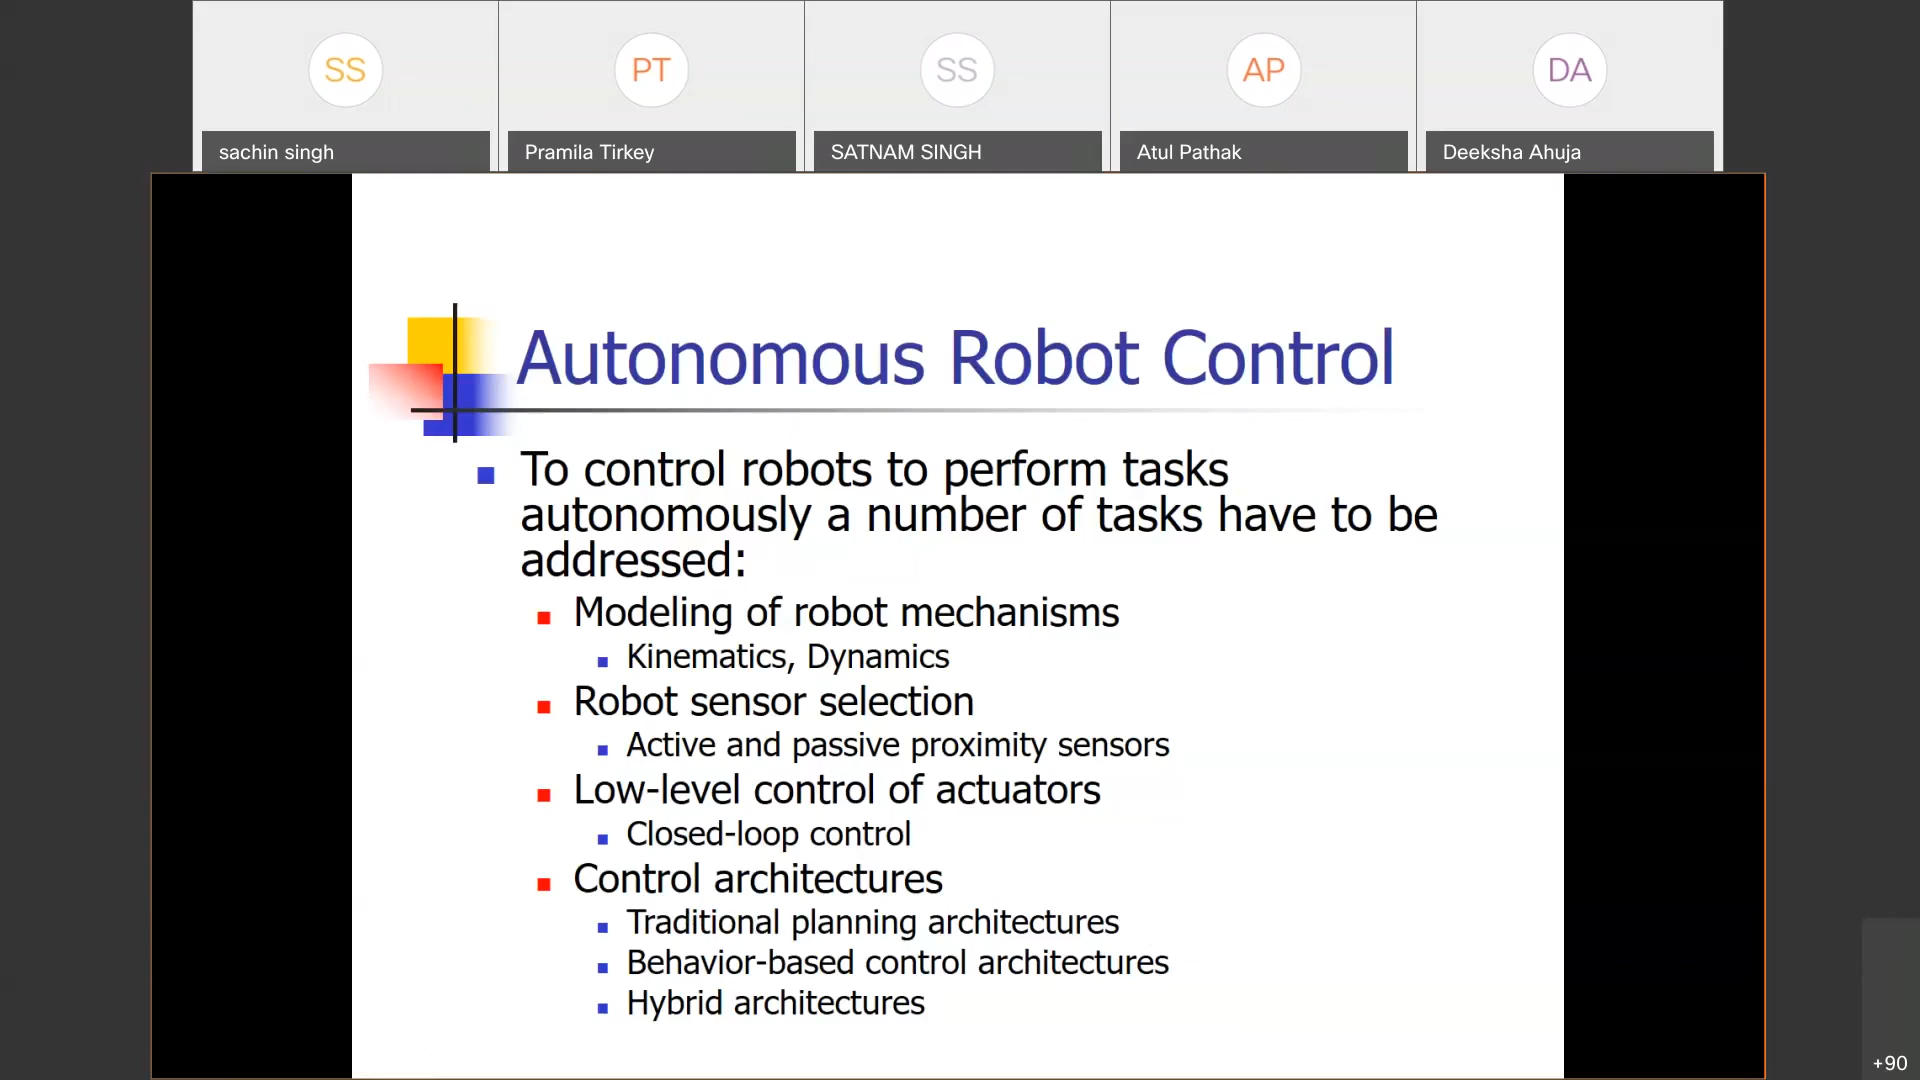 SS
PT
SS
AP
DA
sachin singh
Pramila Tirkey
SATNAM SINGH
Atul Pathak
Deeksha Ahuja
Autonomous Robot Control
To control robots to perform tasks
autonomously a number of tasks have to be
addressed:
Modeling of robot mechanisms
Kinematics, Dynamics
Robot sensor selection
Active and passive proximity sensors
Low-level control of actuators
Closed-loop control
Control architectures
Traditional planning architectures
Behavior-based control architectures
Hybrid architectures
+90